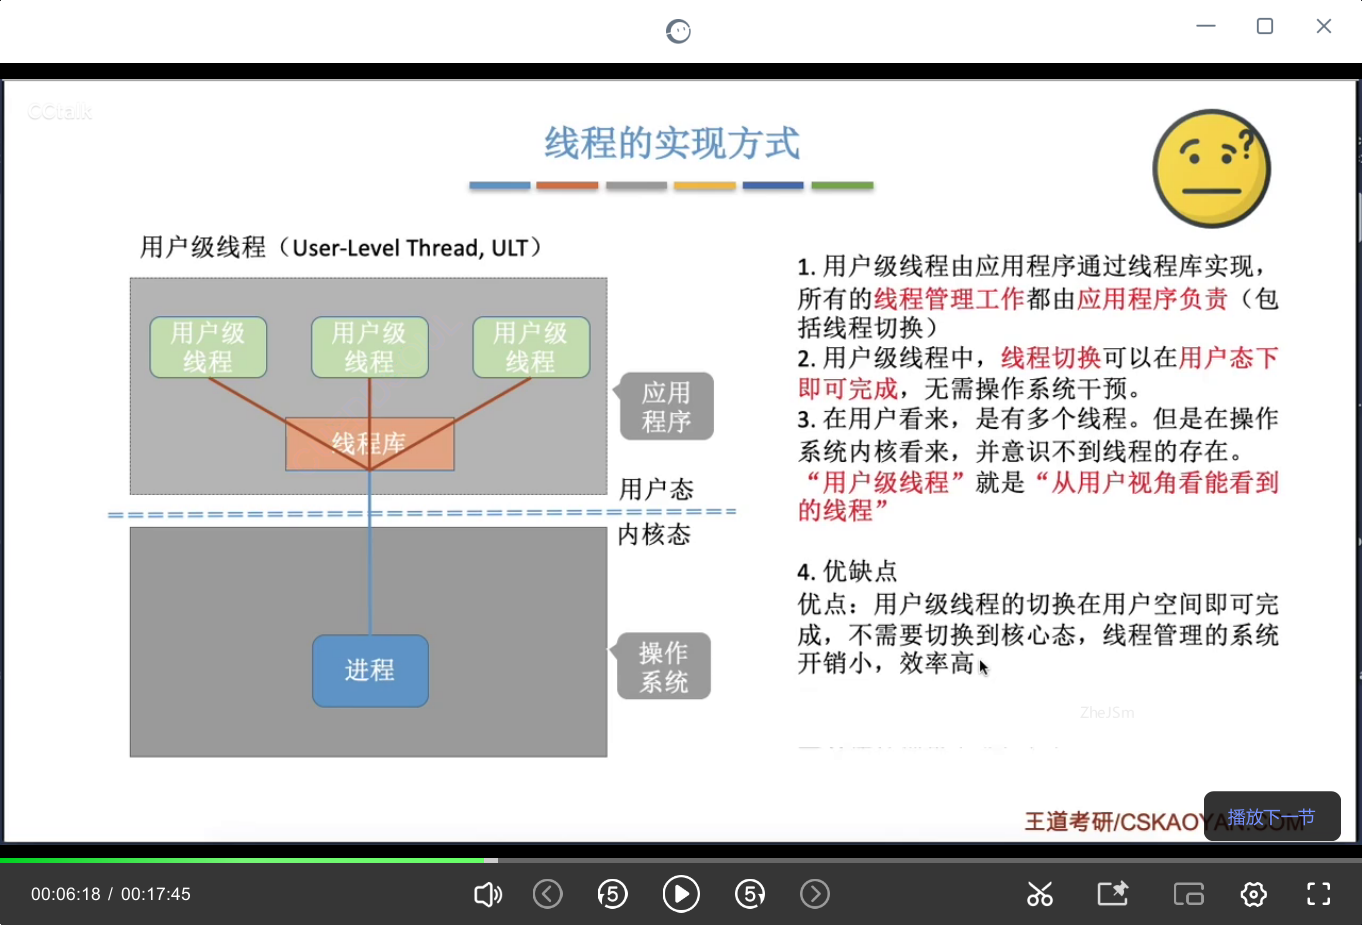 CCtalk
线程的实现方式
用户级线程（User-Level Thread, ULT）
用户级
线程
用户级
线程
用户级
线程
线程库
应用
程序
用户态
内核态
进程
操作
系统
1. 用户级线程由应用程序通过线程库实现，
所有的线程管理工作都由应用程序负责（包
括线程切换）
2. 用户级线程中，线程切换可以在用户态下
即可完成，无需操作系统干预。
3. 在用户看来，是有多个线程。但是在操作
系统内核看来，并意识不到线程的存在。
“用户级线程”就是“从用户视角看能看到
的线程”
4. 优缺点
优点：用户级线程的切换在用户空间即可完
成，不需要切换到核心态，线程管理的系统
开销小，效率高
ZheJSm
王道考研/CSKAOYAN.COM
播放下一节
00:06:18 / 00:17:45
5
5